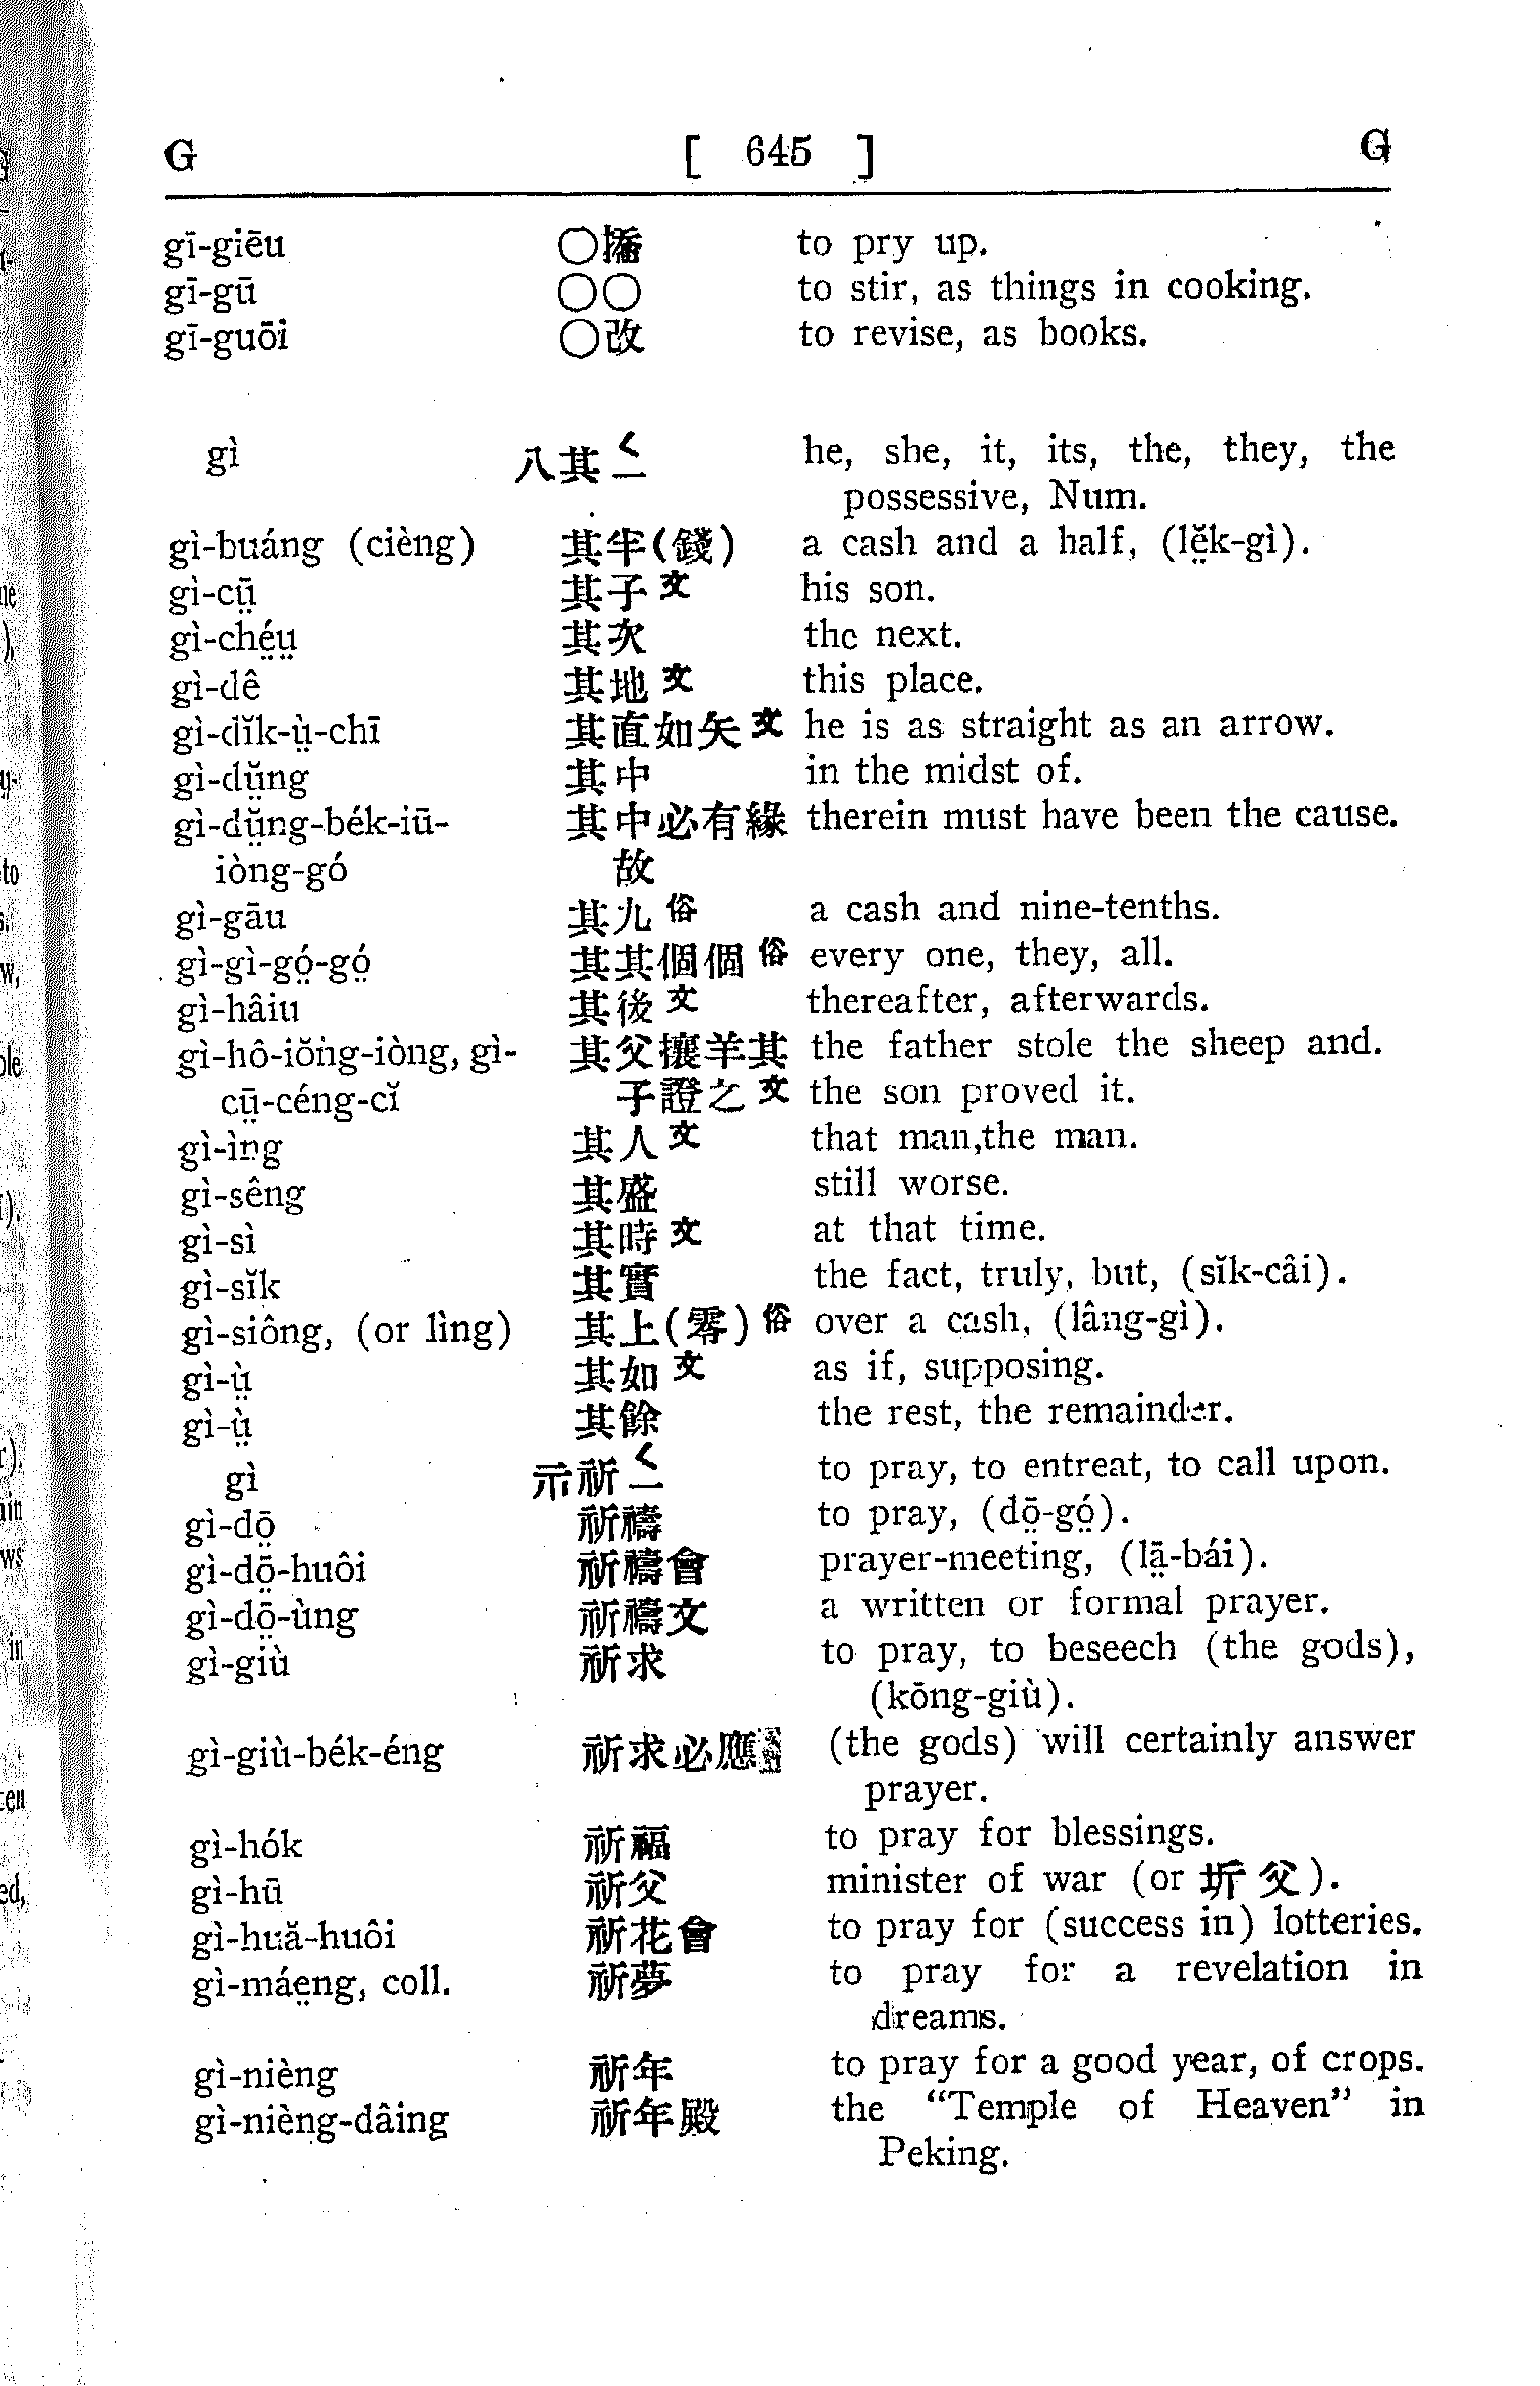 G [ 645 ] G
gī-giēu ○撟 to pry up.
gī-gū ○○ to stir, as things in cooking.
gī-guōi ○改 to revise, as books.
gì 八其ㄑ一 he, she, it, its, the, they, the
possessive, Num.
gì-buáng (cièng) 其半(錢) a cash and a half, (lĕ̤k-gì).
gì-cṳ̄ 其子文 his son.
gì-ché̤ṳ 其次 the next.
gì-dê 其地文 this place.
gì-dĭk-ṳ̀-chī 其直如矢文 he is as straight as an arrow.
gì-dṳ̆ng 其中 in the midst of.
gì-dṳ̆ng-bék-iū- 其中必有緣 therein must have been the cause.
iòng-gó 故
gì-gāu 其九俗 a cash and nine-tenths.
gì-gì-gó̤-gó̤ 其其個個俗 every one, they, all.
gì-hâiu 其後文 thereafter, afterwards.
gì-hô-iŏng-iòng, gì- 其父攘羊其 the father stole the sheep and.
cṳ̄-céng-cĭ 子證之文 the son proved it.
gì-ìng 其人文 that man,the man.
gì-sêng 其盛 still worse.
gì-sì 其時文 at that time.
gì-sĭk 其實 the fact, truly, but, (sĭk-câi).
gì-siông, (or lìng) 其上(零)俗 over a cash, (lâng-gì).
gì-ṳ̀ 其如文 as if, supposing.
gì-ṳ̀ 其餘 the rest, the remainder.
gì 示祈ㄑ一 to pray, to entreat, to call upon.
gì-dō̤ 祈禱 to pray, (dō̤-gó̤).
gì-dō̤-huôi 祈禱會 prayer-meeting, (lā̤-bái).
gì-dō̤-ùng 祈禱文 a written or formal prayer.
gì-giù 祈求 to pray, to beseech (the gods),
(kōng-giù).
gì-giù-bék-éng 祈求必應 (the gods) will certainly answer
prayer.
gì-hók 祈福 to pray for blessings.
gì-hū 祈父 minister of war (or 圻父).
gì-huă-huôi 祈花會 to pray for (success in) lotteries.
gì-máe̤ng, coll. 祈夢 to pray for a revelation in
dreams.
gì-nièng 祈年 to pray for a good year, of crops.
gì-nièng-dâing 祈年殿 the “Temple of Heaven” in
Peking.